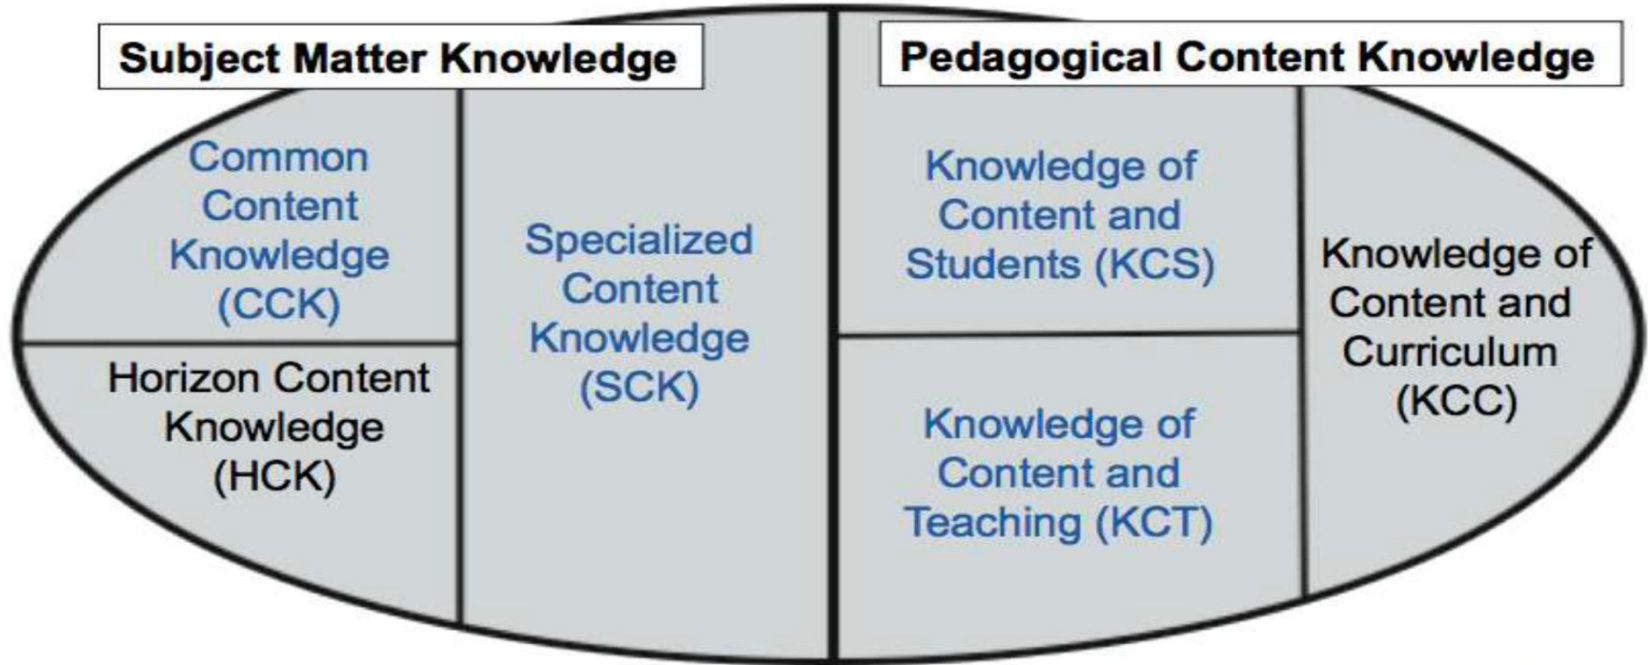 Subject Matter Knowledge
Pedagogical Content Knowledge
Common
Content
Knowledge
(CCK)
Horizon Content
Knowledge
(HCK)
Specialized
Content
Knowledge
(SCK)
Knowledge of
Content and
Students (KCS)
Knowledge of
Content and
Teaching (KCT)
Knowledge of
Content and
Curriculum
(KCC)